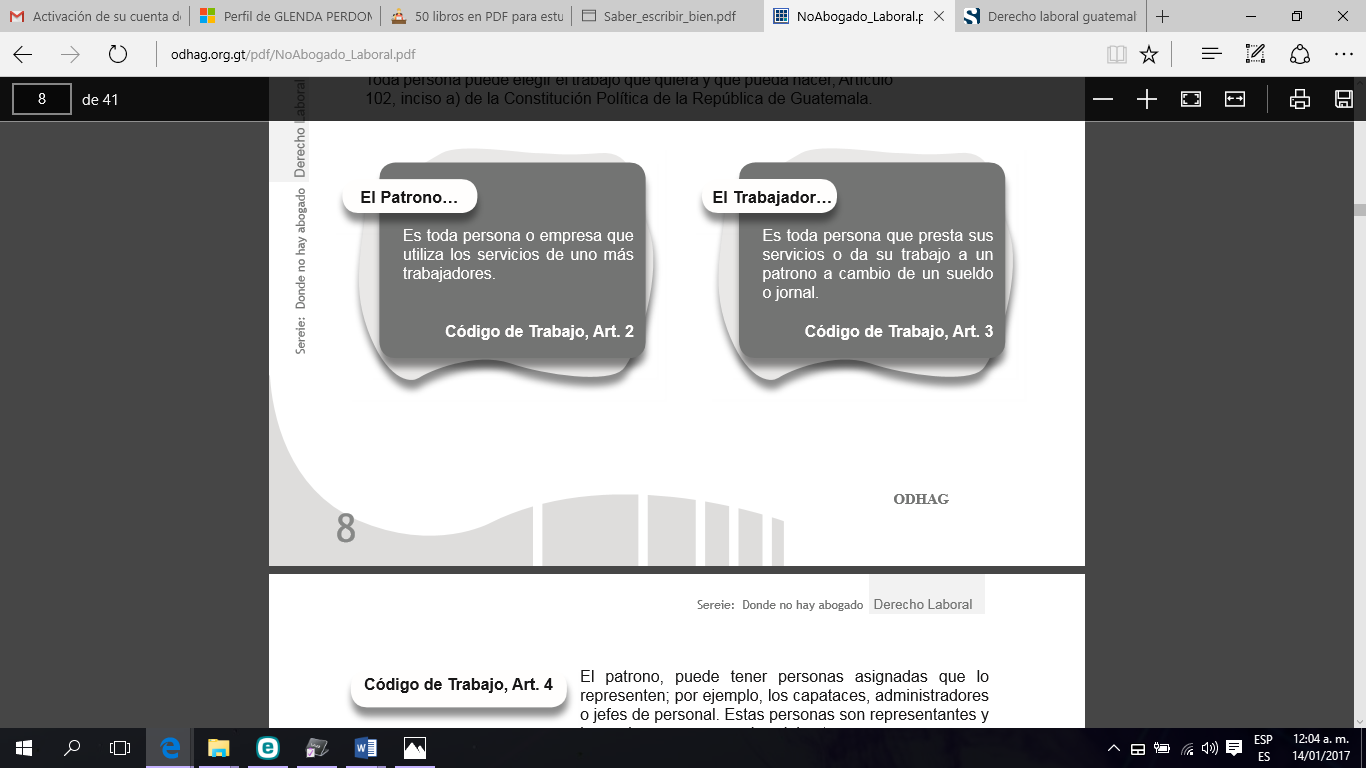 Activación de su cuenta d
Perfil de GLENDA PERDOM
50 libros en PDF para estu
Saber_escribir_bien.pdf
NoAbogado_Laboral.p
Derecho laboral guatemal
odhag.org.gt/pdf/NoAbogado_Laboral.pdf
8 de 41
Toda persona puede elegir el trabajo que quiera y que pueda hacer, Artículo
102, inciso a) de la Constitución Política de la República de Guatemala.
Sereie: Donde no hay abogado Derecho Laboral
El Patrono…
Es toda persona o empresa que
utiliza los servicios de uno más
trabajadores.
Código de Trabajo, Art. 2
El Trabajador…
Es toda persona que presta sus
servicios o da su trabajo a un
patrono a cambio de un sueldo
o jornal.
Código de Trabajo, Art. 3
ODHAG
8
Sereie: Donde no hay abogado Derecho Laboral
Código de Trabajo, Art. 4
El patrono, puede tener personas asignadas que lo
representen; por ejemplo, los capataces, administradores
o jefes de personal. Estas personas son representantes y
ESP
ES
12:04 a. m.
14/01/2017